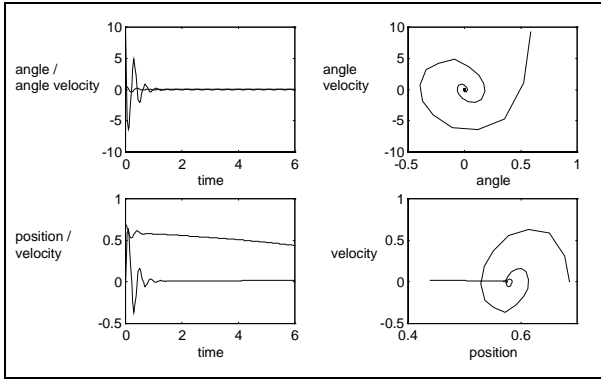 10
5
0
-5
-10
0 2 4 6
time
angle /
angle velocity
10
5
0
-5
-10
-0.5 0 0.5 1
angle
angle
velocity
1
0.5
0
-0.5
0 2 4 6
time
position /
velocity
1
0.5
0
-0.5
0.4 0.6
position
velocity